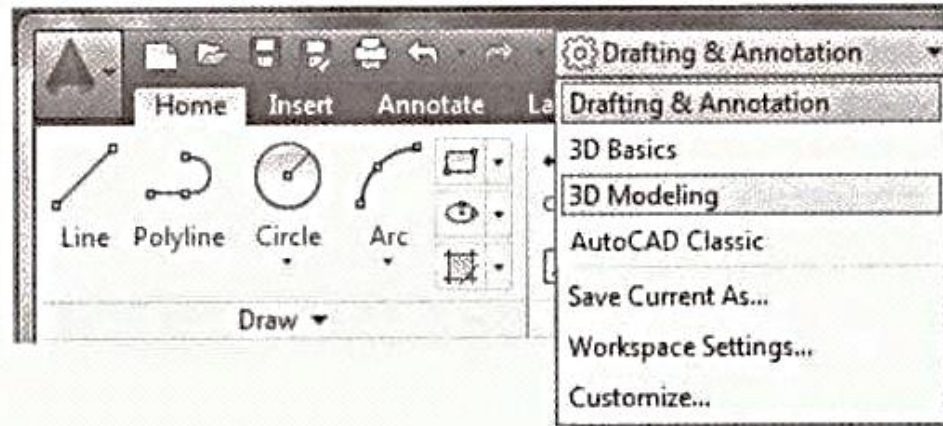 Drafting & Annotation
Home Insert Annotate La
Drafting & Annotation
3D Basics
3D Modeling
AutoCAD Classic
Line Polyline Circle Arc
Save Current As...
Draw
Workspace Settings...
Customize...